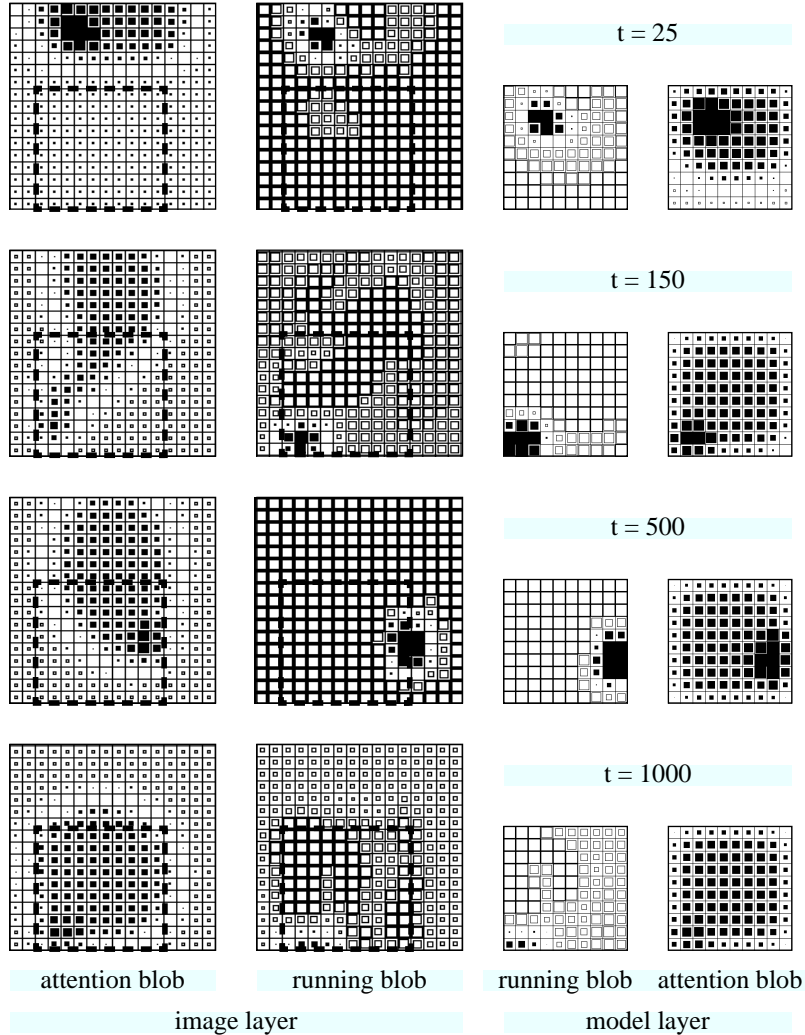 t = 25
t = 150
t = 500
t = 1000
attention blob running blob running blob attention blob
image layer model layer